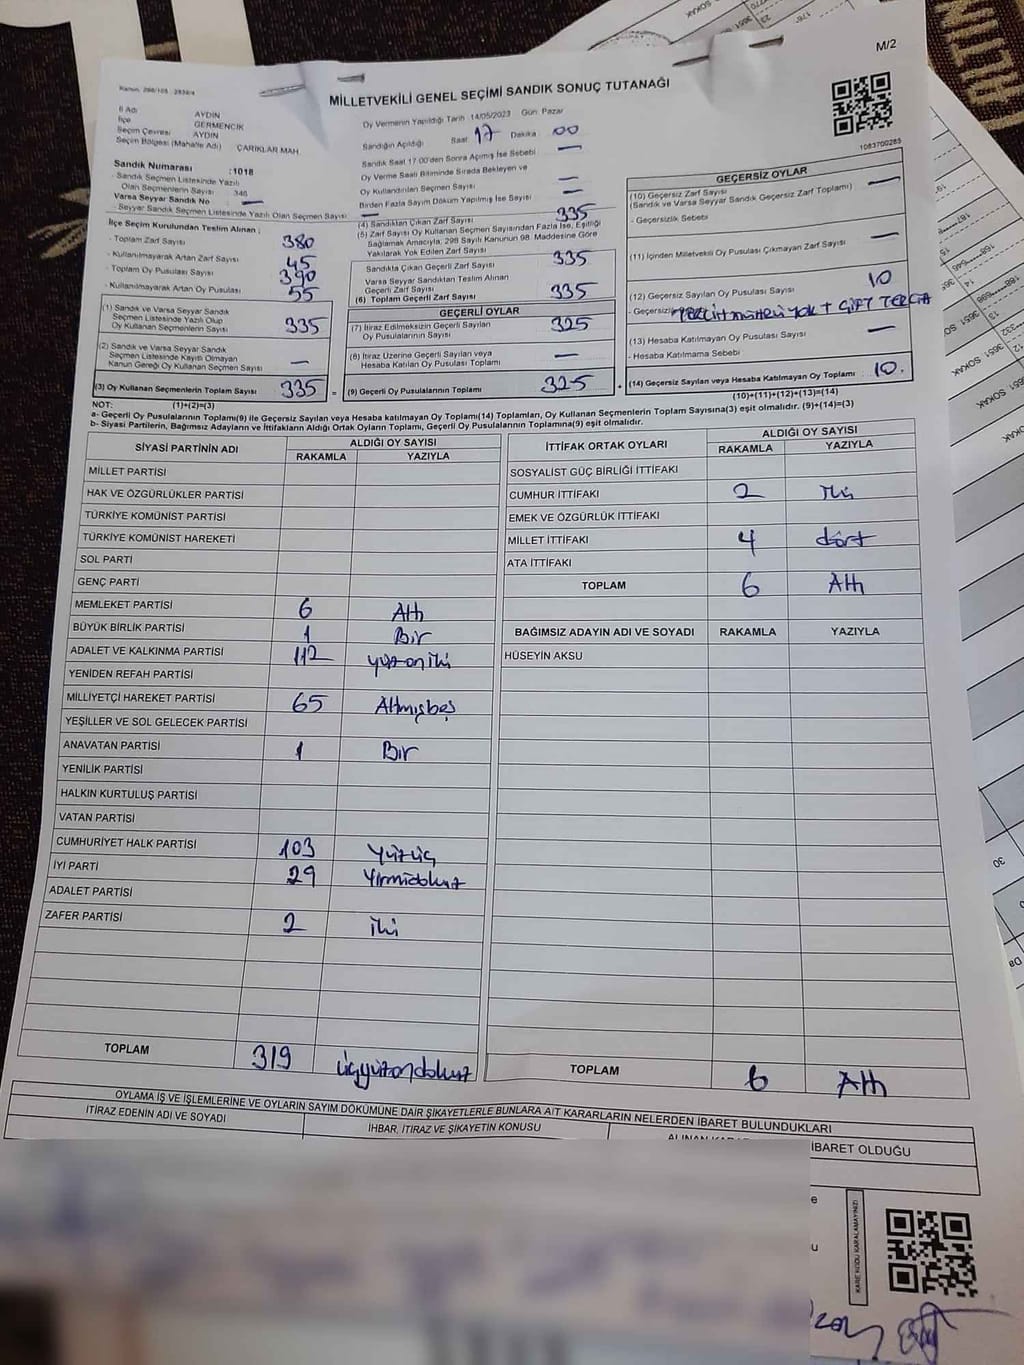 M/2
Kanun: 298/105 - 2839/4
MİLLETVEKİLİ GENEL SEÇİMİ SANDIK SONUÇ TUTANAĞI
1083700285
İl Adı AYDIN
İlçe GERMENCİK
Seçim Çevresi AYDIN
Seçim Bölgesi (Mahalle Adı) ÇARIKLAR MAH.
Sandık Numarası :1018
- Sandık Seçmen Listesinde Yazılı
Olan Seçmenlerin Sayısı 346
Varsa Seyyar Sandık No —
- Seyyar Sandık Seçmen Listesinde Yazılı Olan Seçmen Sayısı: —
İlçe Seçim Kurulundan Teslim Alınan ;
- Toplam Zarf Sayısı 380
- Kullanılmayarak Artan Zarf Sayısı 45
- Toplam Oy Pusulası Sayısı 390
- Kullanılmayarak Artan Oy Pusulası 55
(1) Sandık ve Varsa Seyyar Sandık
Seçmen Listesinde Yazılı Olup
Oy Kullanan Seçmenlerin Sayısı 335
(2) Sandık ve Varsa Seyyar Sandık
Seçmen Listesinde Kayıtlı Olmayan
Kanun Gereği Oy Kullanan Seçmen Sayısı —
(3) Oy Kullanan Seçmenlerin Toplam Sayısı 335 =
(1)+(2)=(3)
Oy Vermenin Yapıldığı Tarih 14/05/2023 Gün Pazar
Sandığın Açıldığı Saat 17 Dakika 00
Sandık Saat 17:00'den Sonra Açılmış İse Sebebi —
Oy Verme Saati Bitiminde Sırada Bekleyen ve
Oy Kullandırılan Seçmen Sayısı —
Birden Fazla Sayım Döküm Yapılmış İse Sayısı —
(4) Sandıktan Çıkan Zarf Sayısı 335
(5) Zarf Sayısı Oy Kullanan Seçmen Sayısından Fazla İse, Eşitliği
Sağlamak Amacıyla, 298 Sayılı Kanunun 98. Maddesine Göre
Yakılarak Yok Edilen Zarf Sayısı
Sandıkta Çıkan Geçerli Zarf Sayısı 335
Varsa Seyyar Sandıktan Teslim Alınan
Geçerli Zarf Sayısı
(6) Toplam Geçerli Zarf Sayısı 335
GEÇERLİ OYLAR
(7) İtiraz Edilmeksizin Geçerli Sayılan
Oy Pusulalarının Sayısı 325
(8) İtiraz Üzerine Geçerli Sayılan veya
Hesaba Katılan Oy Pusulası Toplamı —
(9) Geçerli Oy Pusulalarının Toplamı 325 +
GEÇERSİZ OYLAR
(10) Geçersiz Zarf Sayısı
(Sandık ve Varsa Seyyar Sandık Geçersiz Zarf Toplamı) —
- Geçersizlik Sebebi
(11) İçinden Milletvekili Oy Pusulası Çıkmayan Zarf Sayısı —
(12) Geçersiz Sayılan Oy Pusulası Sayısı 10
YOK + ÇİFT TERCİH
(13) Hesaba Katılmayan Oy Pusulası Sayısı —
- Hesaba Katılmama Sebebi
(14) Geçersiz Sayılan veya Hesaba Katılmayan Oy Toplamı 10.
(10)+(11)+(12)+(13)=(14)
NOT:
a- Geçerli Oy Pusulalarının Toplamı(9) ile Geçersiz Sayılan veya Hesaba katılmayan Oy Toplamı(14) Toplamları, Oy Kullanan Seçmenlerin Toplam Sayısına(3) eşit olmalıdır. (9)+(14)=(3)
b- Siyasi Partilerin, Bağımsız Adayların ve İttifakların Aldığı Ortak Oyların Toplamı, Geçerli Oy Pusulalarının Toplamına(9) eşit olmalıdır.
SİYASİ PARTİNİN ADI ALDIĞI OY SAYISI
RAKAMLA YAZIYLA
MİLLET PARTİSİ
HAK VE ÖZGÜRLÜKLER PARTİSİ
TÜRKİYE KOMÜNİST PARTİSİ
TÜRKİYE KOMÜNİST HAREKETİ
SOL PARTİ
GENÇ PARTİ
MEMLEKET PARTİSİ 6 Altı
BÜYÜK BİRLİK PARTİSİ 1 Bir
ADALET VE KALKINMA PARTİSİ 112 yüzoniki
YENİDEN REFAH PARTİSİ
MİLLİYETÇİ HAREKET PARTİSİ 65 Altmışbeş
YEŞİLLER VE SOL GELECEK PARTİSİ
ANAVATAN PARTİSİ 1 Bir
YENİLİK PARTİSİ
HALKIN KURTULUŞ PARTİSİ
VATAN PARTİSİ
CUMHURİYET HALK PARTİSİ 103 Yüzüç
İYİ PARTİ 29 Yirmidokuz
ADALET PARTİSİ
ZAFER PARTİSİ 2 iki
TOPLAM 319 üçyüzondokuz
İTTİFAK ORTAK OYLARI ALDIĞI OY SAYISI
RAKAMLA YAZIYLA
SOSYALİST GÜÇ BİRLİĞİ İTTİFAKI
CUMHUR İTTİFAKI 2 iki
EMEK VE ÖZGÜRLÜK İTTİFAKI
MİLLET İTTİFAKI 4 dört
ATA İTTİFAKI
TOPLAM 6 Altı
BAĞIMSIZ ADAYIN ADI VE SOYADI RAKAMLA YAZIYLA
HÜSEYİN AKSU
TOPLAM 6 Altı
OYLAMA İŞ VE İŞLEMLERİNE VE OYLARIN SAYIM DÖKÜMÜNE DAİR ŞİKAYETLERLE BUNLARA AİT KARARLARIN NELERDEN İBARET BULUNDUKLARI
İTİRAZ EDENİN ADI VE SOYADI
İHBAR, İTİRAZ VE ŞİKAYETİN KONUSU
İBARET OLDUĞU
KARE KODU KARALAMAYINIZ!